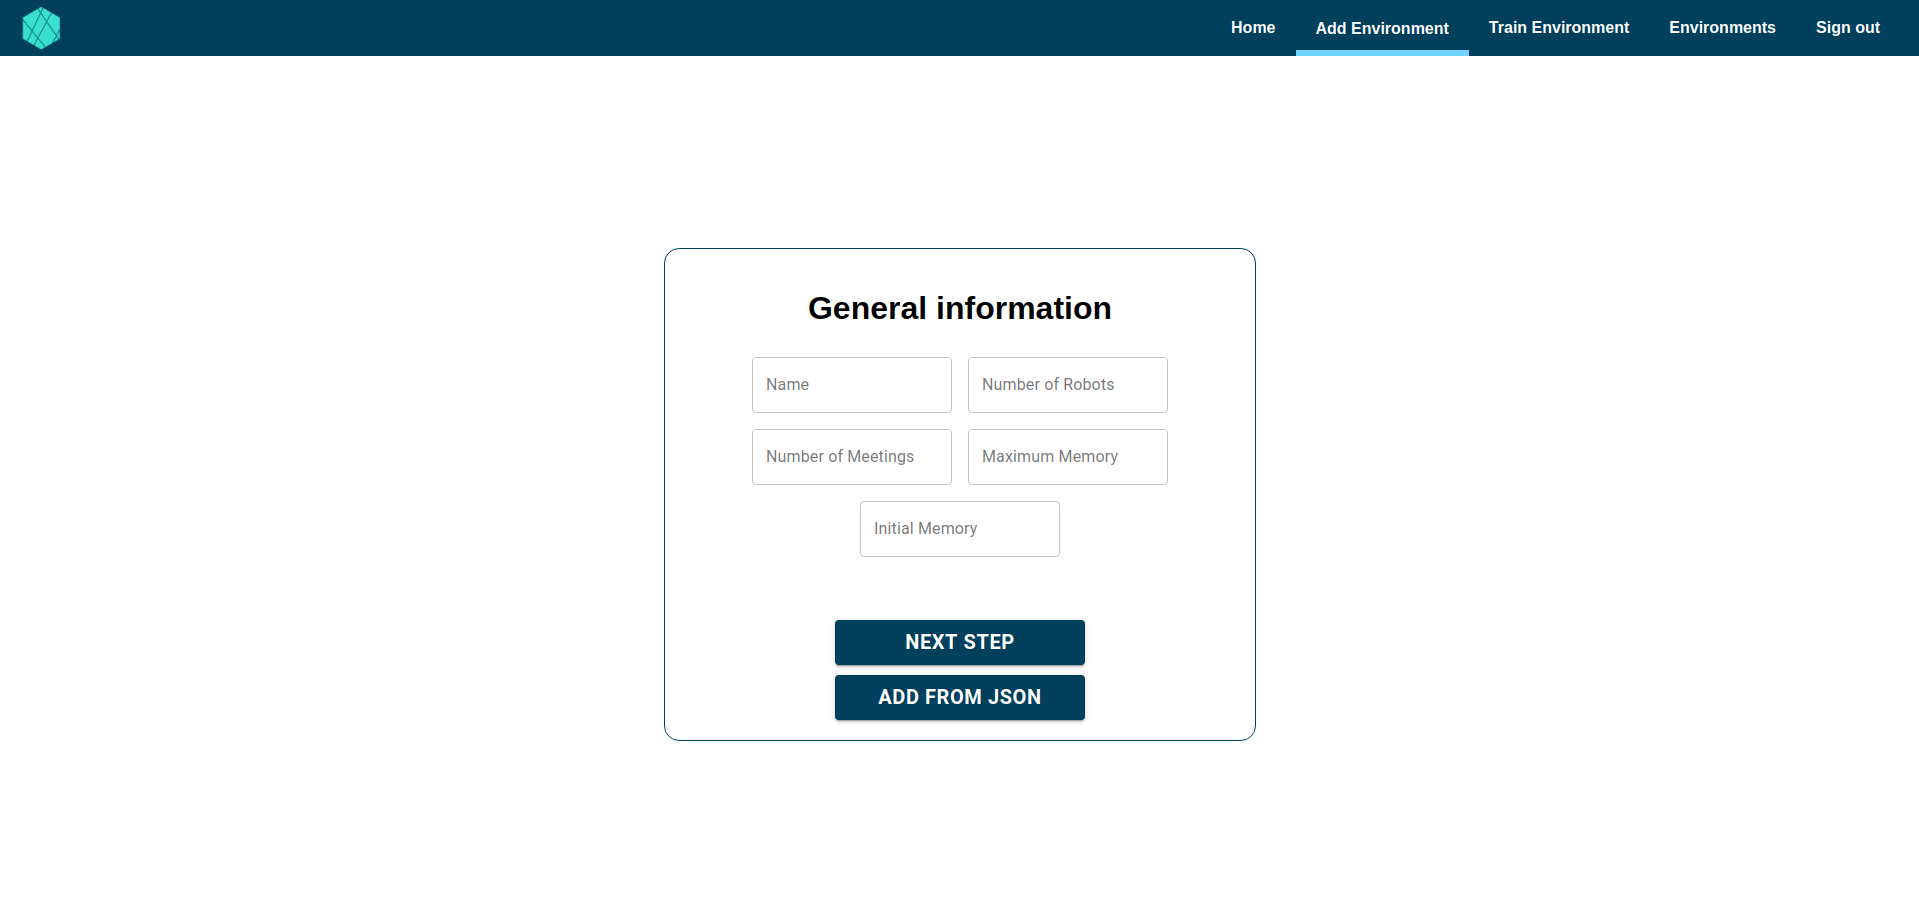 Home Add Environment Train Environment Environments Sign out
General information
Name Number of Robots
Number of Meetings Maximum Memory
Initial Memory
NEXT STEP
ADD FROM JSON